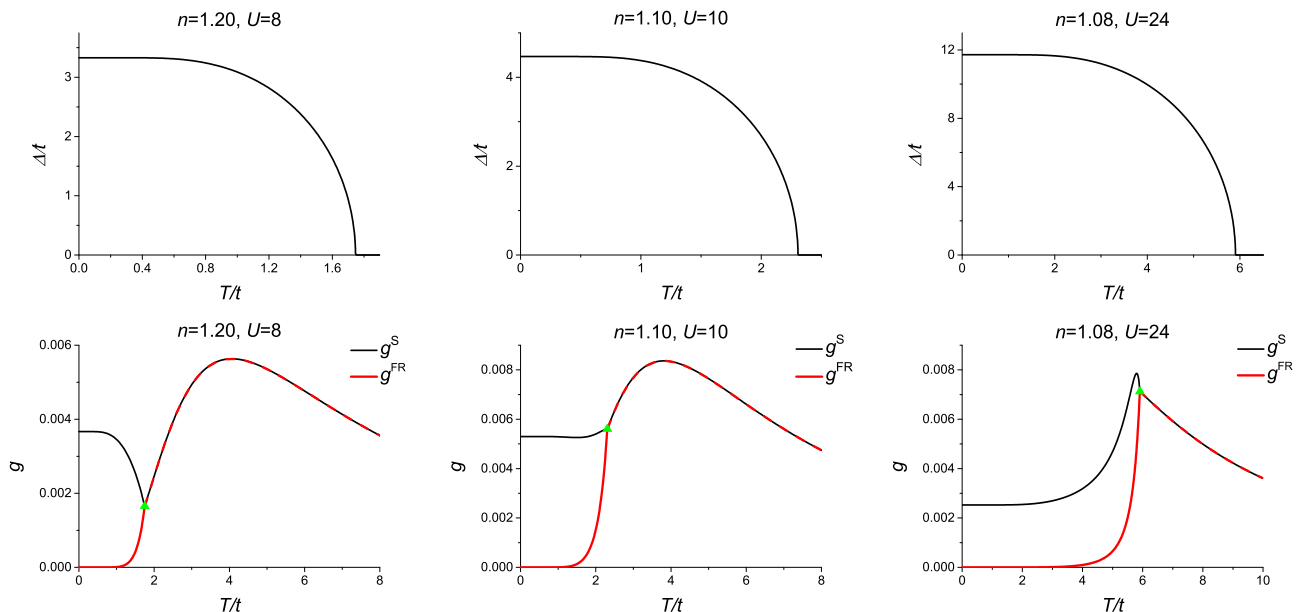 n=1.20, U=8
n=1.10, U=10
n=1.08, U=24
3
2
1
0
0.0 0.4 0.8 1.2 1.6
Δ/t
T/t
4
2
0
0 1 2
Δ/t
T/t
12
9
6
3
0
0 2 4 6
Δ/t
T/t
n=1.20, U=8
n=1.10, U=10
n=1.08, U=24
g^S
g^FR
0.006
0.004
0.002
0.000
0 2 4 6 8
g
T/t
g^S
g^FR
0.008
0.006
0.004
0.002
0.000
0 2 4 6 8
g
T/t
g^S
g^FR
0.008
0.006
0.004
0.002
0.000
0 2 4 6 8 10
g
T/t